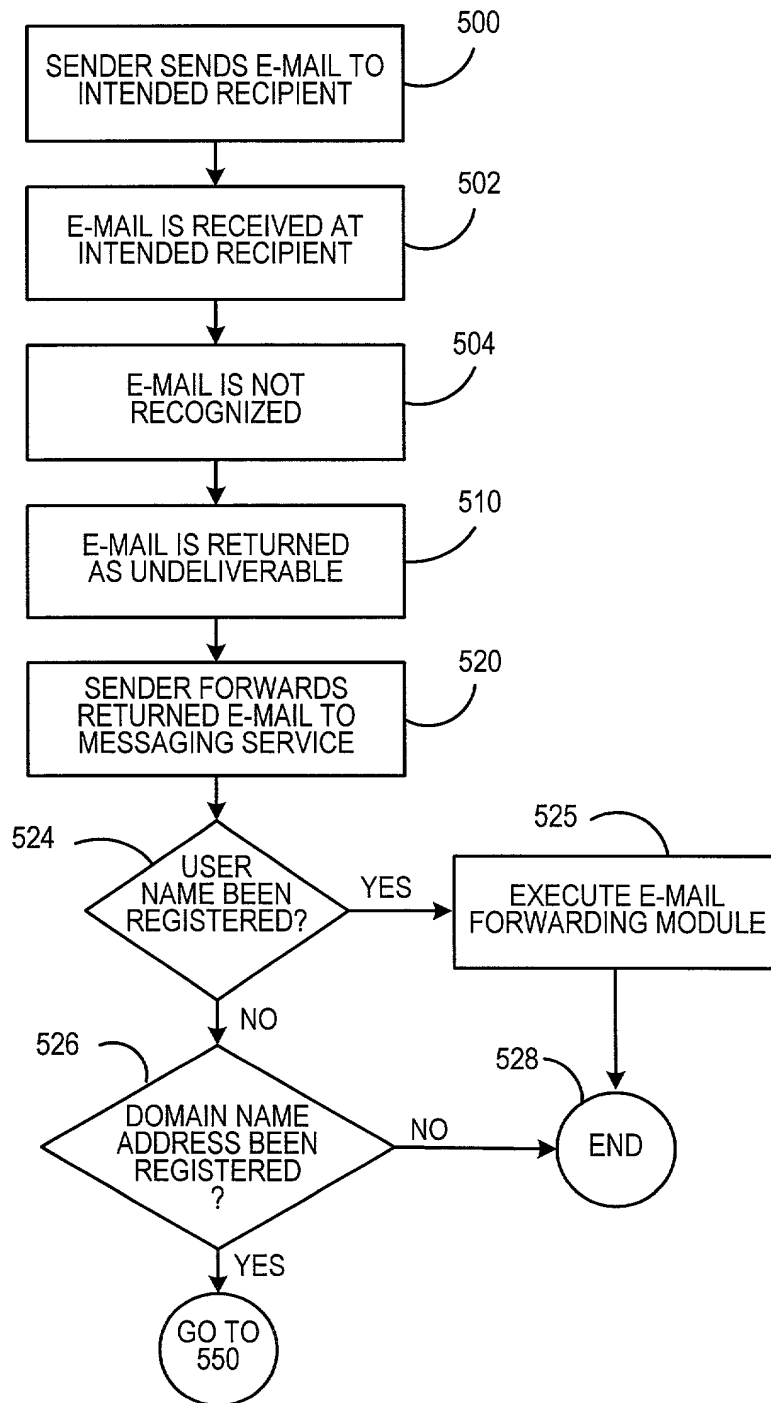 500
SENDER SENDS E-MAIL TO
INTENDED RECIPIENT
502
E-MAIL IS RECEIVED AT
INTENDED RECIPIENT
504
E-MAIL IS NOT
RECOGNIZED
510
E-MAIL IS RETURNED
AS UNDELIVERABLE
520
SENDER FORWARDS
RETURNED E-MAIL TO
MESSAGING SERVICE
524
USER
NAME BEEN
REGISTERED?
YES
525
EXECUTE E-MAIL
FORWARDING MODULE
NO
526
DOMAIN NAME
ADDRESS BEEN
REGISTERED
?
NO
528
END
YES
GO TO
550